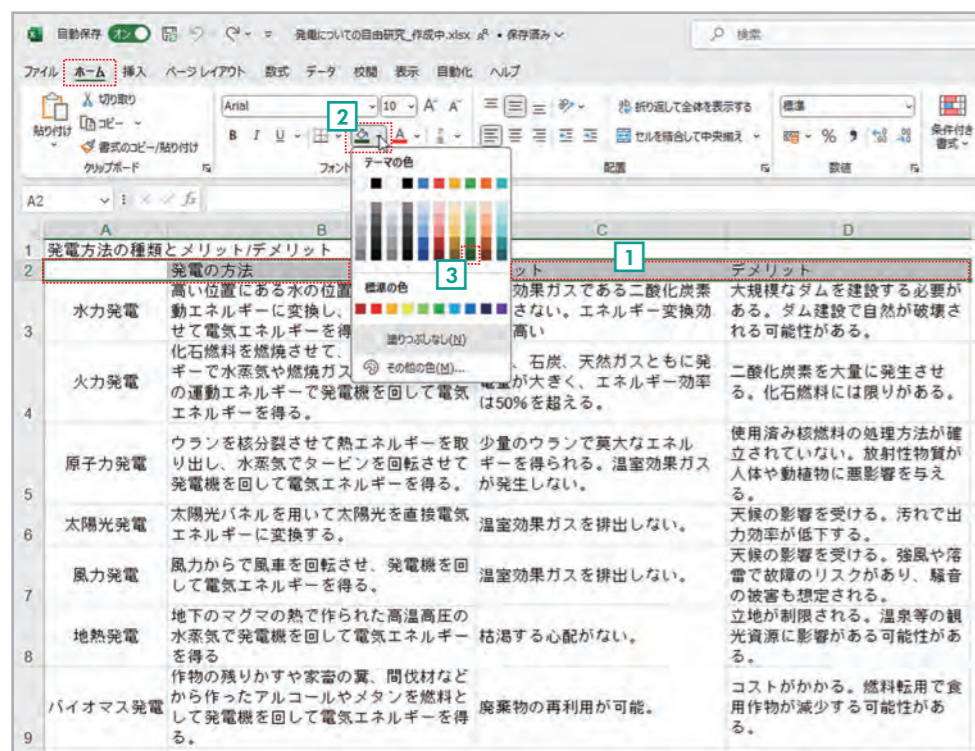 自動保存 オン 発電についての自由研究_作成中.xlsx • 保存済み 検索
ファイル ホーム 挿入 ページ レイアウト 数式 データ 校閲 表示 自動化 ヘルプ
貼り付け
切り取り
コピー
書式のコピー/貼り付け
クリップボード
Arial 10 A A
B I U A
フォント
折り返して全体を表示する
セルを結合して中央揃え
配置
標準
% 9
数値
条件付き
書式
2
テーマの色
3
標準の色
塗りつぶしなし(N)
その他の色(M)...
A2 fx
A B C D
1 発電方法の種類とメリット/デメリット
1
2 発電の方法 ット デメリット
3 水力発電
高い位置にある水の位置
動エネルギーに変換し、
せて電気エネルギーを得
効果ガスである二酸化炭素
さない。エネルギー変換効
高い
大規模なダムを建設する必要が
ある。ダム建設で自然が破壊さ
れる可能性がある。
4 火力発電
化石燃料を燃焼させて、
ギーで水蒸気や燃焼ガス
の運動エネルギーで発電機を回して電気
エネルギーを得る。
、石炭、天然ガスともに発
電量が大きく、エネルギー効率
は50%を超える。
二酸化炭素を大量に発生させ
る。化石燃料には限りがある。
5 原子力発電
ウランを核分裂させて熱エネルギーを取
り出し、水蒸気でタービンを回転させて
発電機を回して電気エネルギーを得る。
少量のウランで莫大なエネル
ギーを得られる。温室効果ガス
が発生しない。
使用済み核燃料の処理方法が確
立されていない。放射性物質が
人体や動植物に悪影響を与え
る。
6 太陽光発電
太陽光パネルを用いて太陽光を直接電気
エネルギーに変換する。
温室効果ガスを排出しない。
天候の影響を受ける。汚れで出
力効率が低下する。
7 風力発電
風力からで風車を回転させ、発電機を回
して電気エネルギーを得る。
温室効果ガスを排出しない。
天候の影響を受ける。強風や落
雷で故障のリスクがあり、騒音
の被害も想定される。
8 地熱発電
地下のマグマの熱で作られた高温高圧の
水蒸気で発電機を回して電気エネルギー
を得る
枯渇する心配がない。
立地が制限される。温泉等の観
光資源に影響がある可能性があ
る。
9 バイオマス発電
作物の残りかすや家畜の糞、間伐材など
から作ったアルコールやメタンを燃料と
して発電機を回して電気エネルギーを得
る。
廃棄物の再利用が可能。
コストがかかる。燃料転用で食
用作物が減少する可能性があ
る。